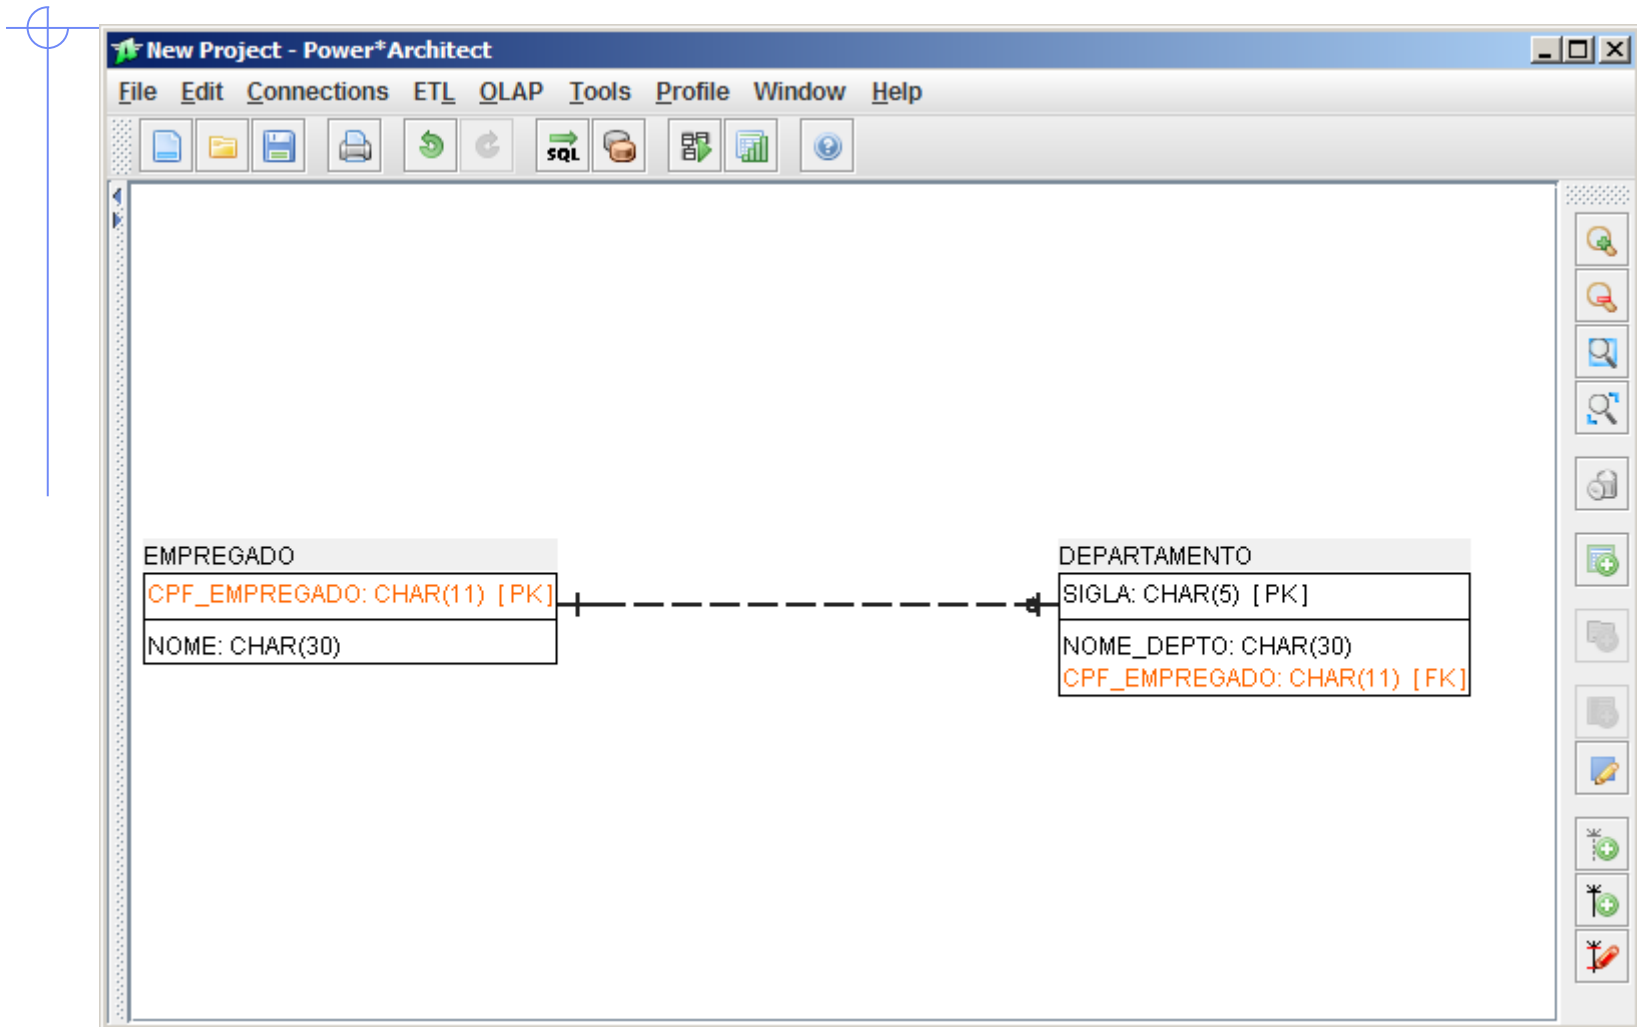 New Project - Power*Architect
File Edit Connections ETL OLAP Tools Profile Window Help
SQL
EMPREGADO
CPF_EMPREGADO: CHAR(11) [PK]
NOME: CHAR(30)
DEPARTAMENTO
SIGLA: CHAR(5) [PK]
NOME_DEPTO: CHAR(30)
CPF_EMPREGADO: CHAR(11) [FK]